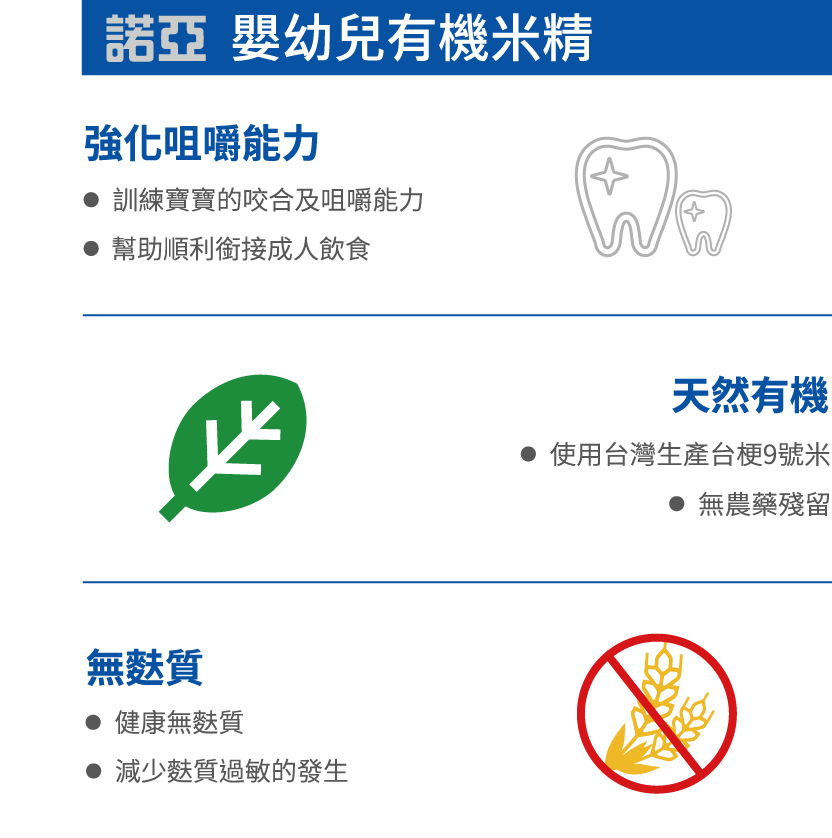 諾亞 嬰幼兒有機米精
強化咀嚼能力
● 訓練寶寶的咬合及咀嚼能力
● 幫助順利銜接成人飲食
天然有機
● 使用台灣生產台梗9號米
● 無農藥殘留
無麩質
● 健康無麩質
● 減少麩質過敏的發生